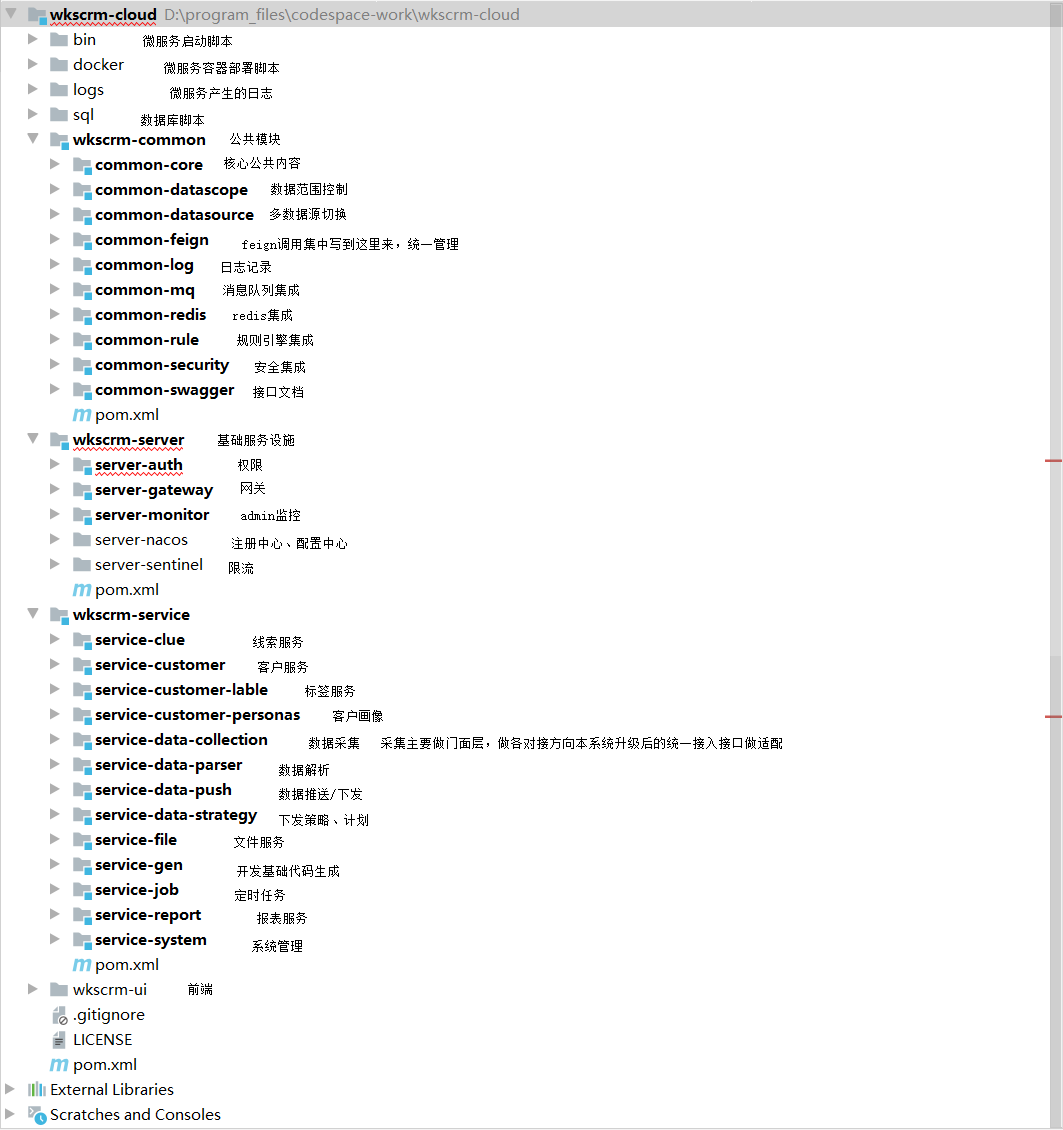 wkscrm-cloud D:\program_files\codespace-work\wkscrm-cloud
bin 微服务启动脚本
docker 微服务容器部署脚本
logs 微服务产生的日志
sql 数据库脚本
wkscrm-common 公共模块
common-core 核心公共内容
common-datascope 数据范围控制
common-datasource 多数据源切换
common-feign feign调用集中写到这里来，统一管理
common-log 日志记录
common-mq 消息队列集成
common-redis redis集成
common-rule 规则引擎集成
common-security 安全集成
common-swagger 接口文档
pom.xml
wkscrm-server 基础服务设施
server-auth 权限
server-gateway 网关
server-monitor admin监控
server-nacos 注册中心、配置中心
server-sentinel 限流
pom.xml
wkscrm-service
service-clue 线索服务
service-customer 客户服务
service-customer-lable 标签服务
service-customer-personas 客户画像
service-data-collection 数据采集 采集主要做门面层，做各对接方向本系统升级后的统一接入接口做适配
service-data-parser 数据解析
service-data-push 数据推送/下发
service-data-strategy 下发策略、计划
service-file 文件服务
service-gen 开发基础代码生成
service-job 定时任务
service-report 报表服务
service-system 系统管理
pom.xml
wkscrm-ui 前端
.gitignore
LICENSE
pom.xml
External Libraries
Scratches and Consoles